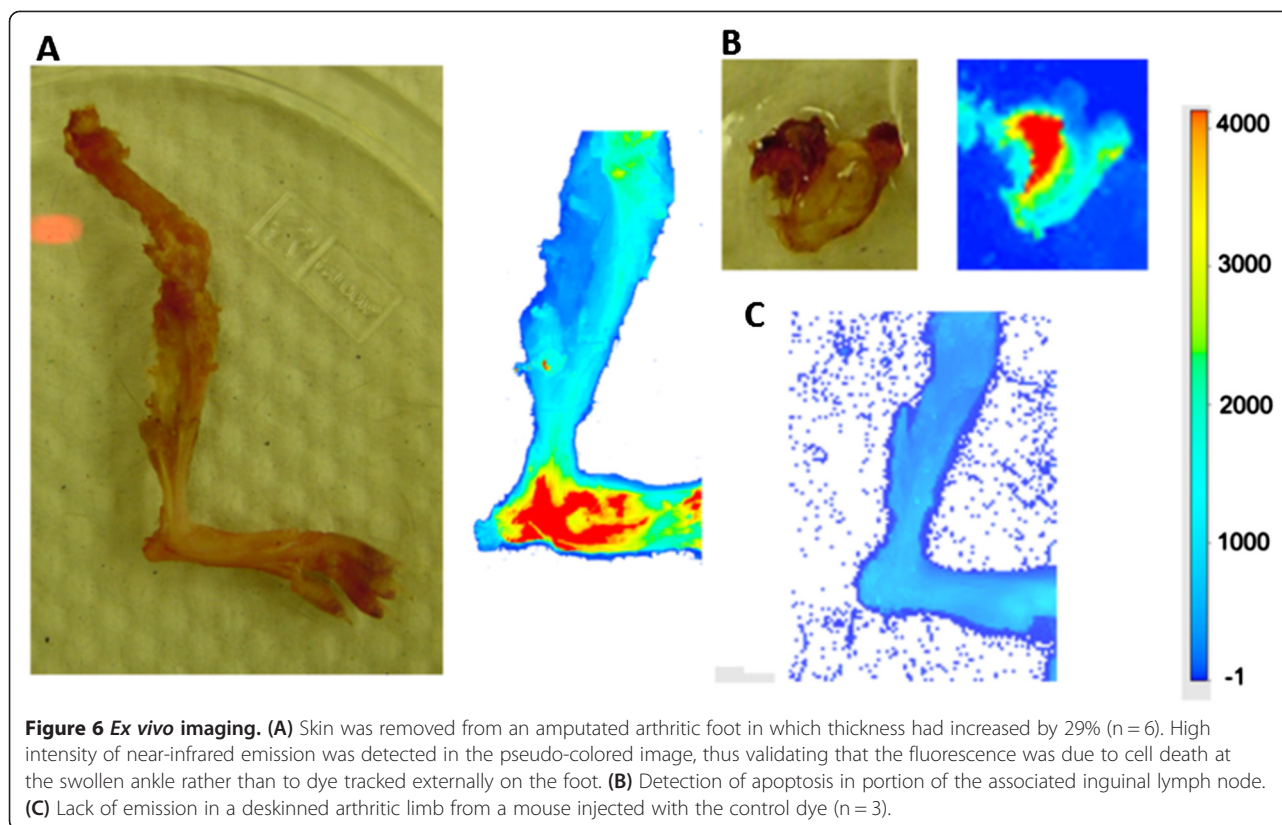 A
B
4000
3000
C
2000
1000
-1
Figure 6 Ex vivo imaging. (A) Skin was removed from an amputated arthritic foot in which thickness had increased by 29% (n = 6). High
intensity of near-infrared emission was detected in the pseudo-colored image, thus validating that the fluorescence was due to cell death at
the swollen ankle rather than to dye tracked externally on the foot. (B) Detection of apoptosis in portion of the associated inguinal lymph node.
(C) Lack of emission in a deskinned arthritic limb from a mouse injected with the control dye (n = 3).